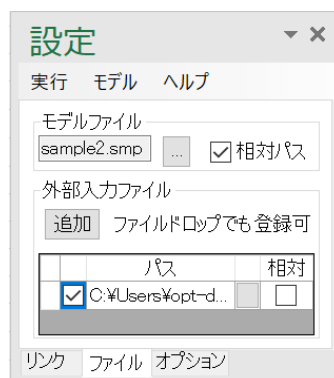 設定
実行 モデル ヘルプ
モデルファイル
sample2.smp ... 相対パス
外部入力ファイル
追加 ファイルドロップでも登録可
パス 相対
C:¥Users¥opt-d...
リンク ファイル オプション